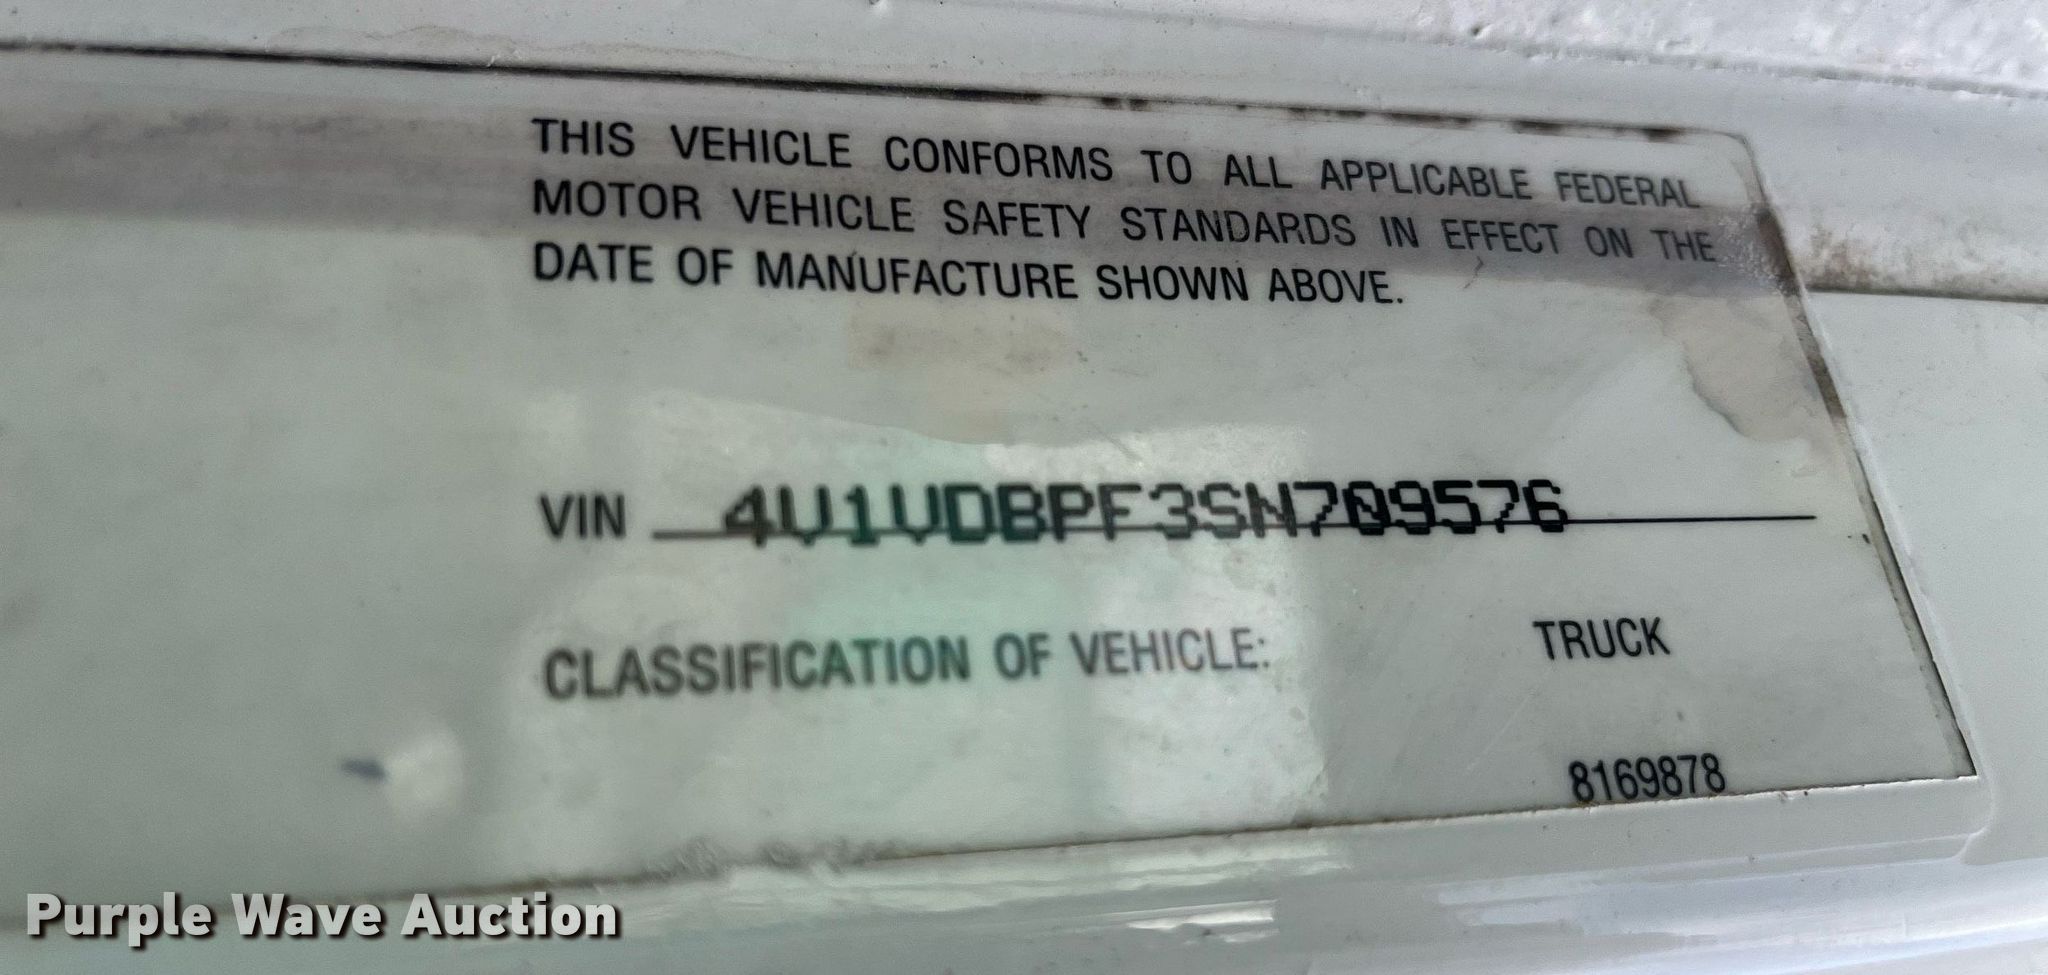 THIS VEHICLE CONFORMS TO ALL APPLICABLE FEDERAL
MOTOR VEHICLE SAFETY STANDARDS IN EFFECT ON THE
DATE OF MANUFACTURE SHOWN ABOVE.
VIN 4V1VDBPF3SN709576
CLASSIFICATION OF VEHICLE: TRUCK
8169878
Purple Wave Auction